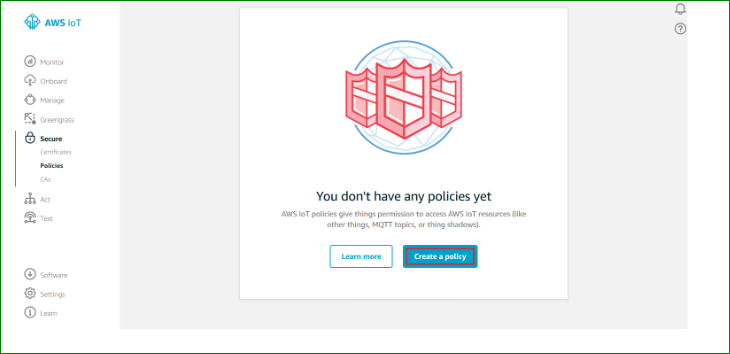 AWS IoT
Monitor
Onboard
Manage
Greengrass
Secure
Certificates
Policies
CAs
Act
Test
Software
Settings
Learn
You don't have any policies yet
AWS IoT policies give things permission to access AWS IoT resources (like
other things, MQTT topics, or thing shadows).
Learn more
Create a policy